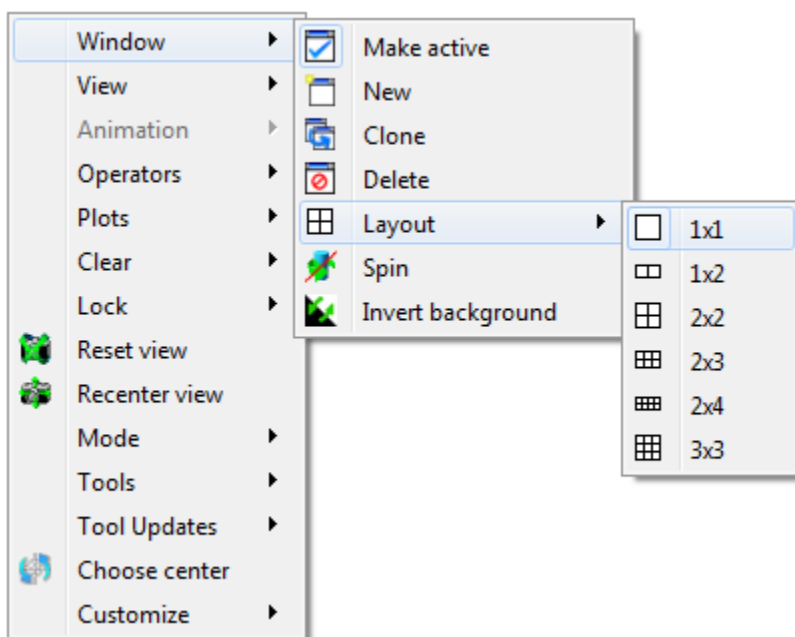 Window
View
Animation
Operators
Plots
Clear
Lock
Reset view
Recenter view
Mode
Tools
Tool Updates
Choose center
Customize
Make active
New
Clone
Delete
Layout
Spin
Invert background
1x1
1x2
2x2
2x3
2x4
3x3